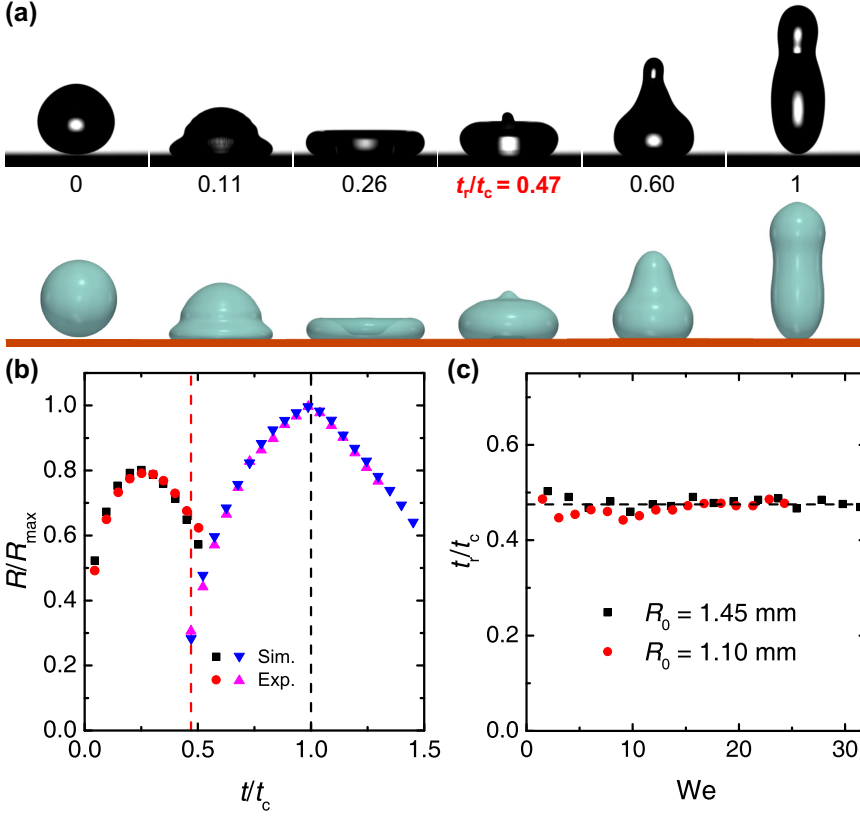 (a)
0 0.11 0.26 tr/tc = 0.47 0.60 1
(b)
R/Rmax
1.0
0.8
0.6
0.4
0.2
0.0
0.0 0.5 1.0 1.5
t/tc
Sim.
Exp.
(c)
tr/tc
0.6
0.4
0.2
0.0
0 10 20 30
We
R0 = 1.45 mm
R0 = 1.10 mm